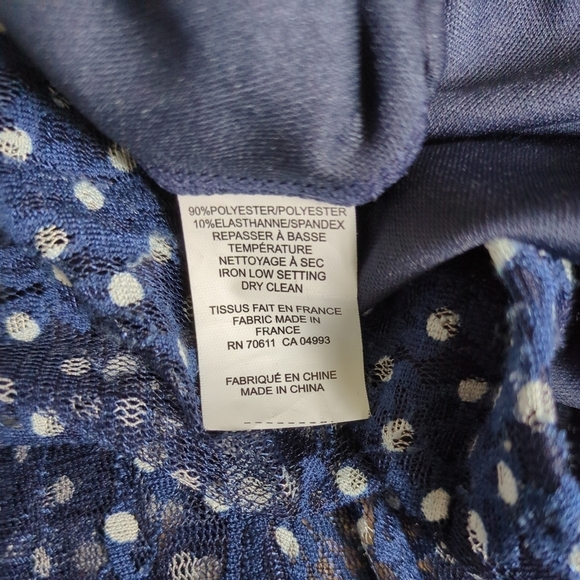 90%POLYESTER/POLYESTER
10%ELASTHANNE/SPANDEX
REPASSER À BASSE
TEMPÉRATURE
NETTOYAGE À SEC
IRON LOW SETTING
DRY CLEAN
TISSUS FAIT EN FRANCE
FABRIC MADE IN
FRANCE
RN 70611 CA 04993
FABRIQUÉ EN CHINE
MADE IN CHINA